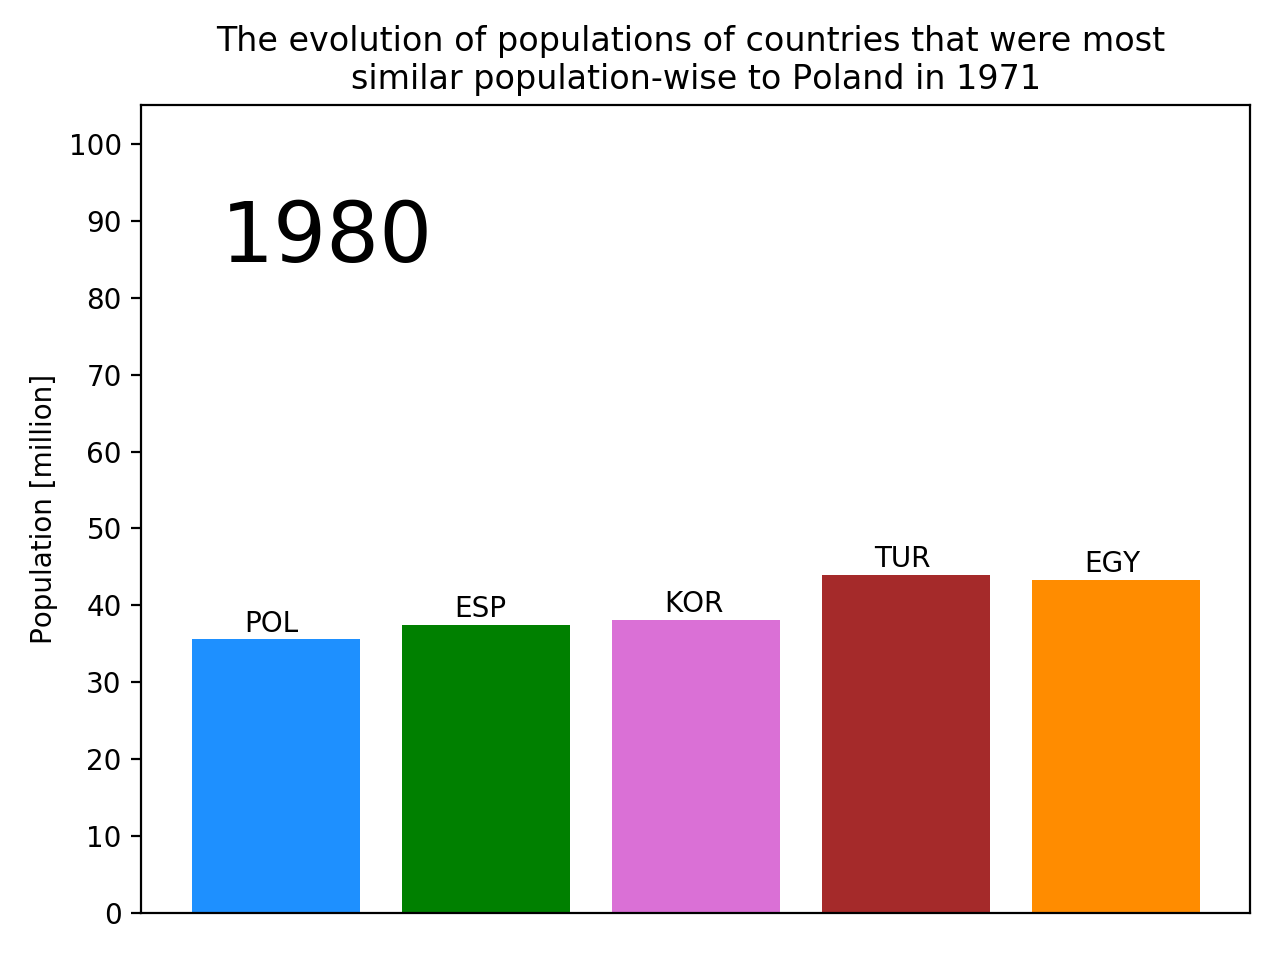 The evolution of populations of countries that were most
similar population-wise to Poland in 1971
100
90
80
70
60
50
40
30
20
10
0
Population [million]
1980
POL
ESP
KOR
TUR
EGY